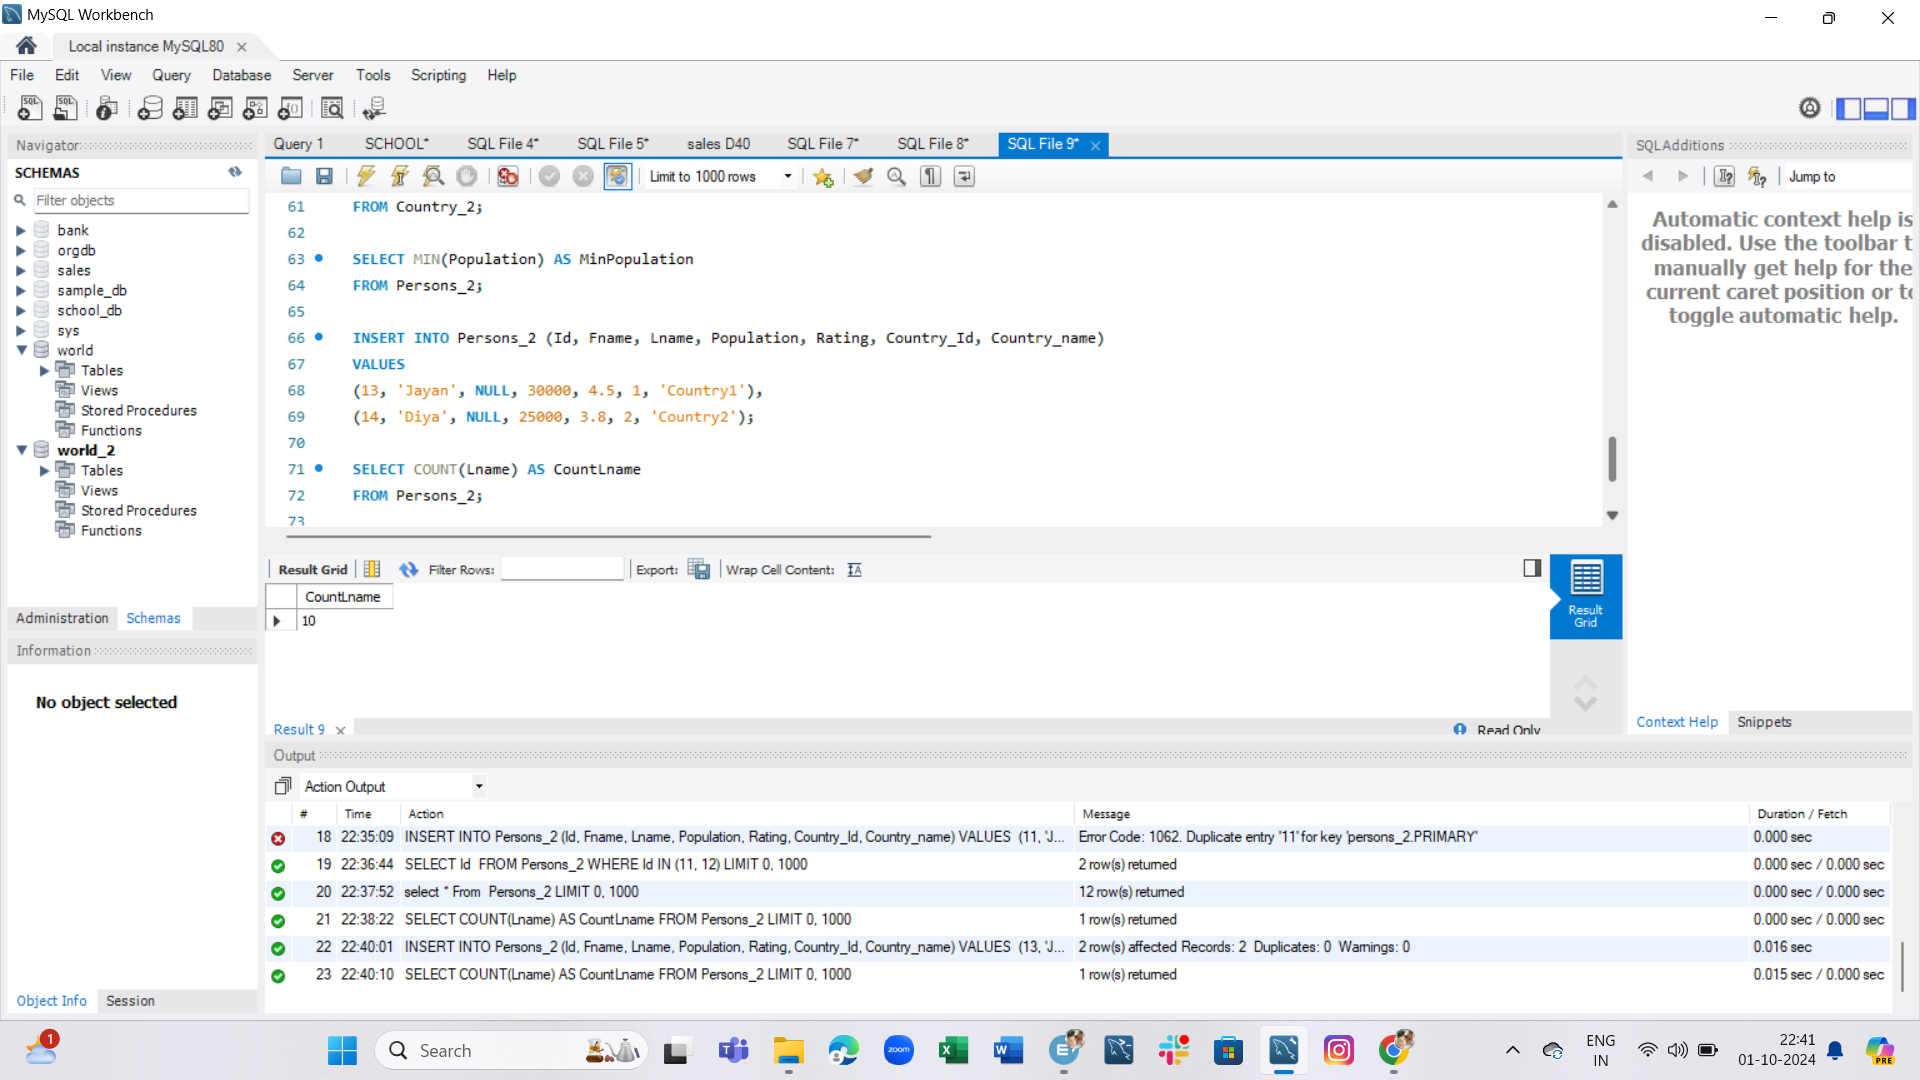 MySQL Workbench
Local instance MySQL80
File Edit View Query Database Server Tools Scripting Help
Navigator
SCHEMAS
Filter objects
bank
orgdb
sales
sample_db
school_db
sys
world
Tables
Views
Stored Procedures
Functions
world_2
Tables
Views
Stored Procedures
Functions
Administration Schemas
Information
No object selected
Object Info Session
Query 1 SCHOOL* SQL File 4* SQL File 5* sales D40 SQL File 7* SQL File 8* SQL File 9*
Limit to 1000 rows
61 FROM Country_2;
62
63 SELECT MIN(Population) AS MinPopulation
64 FROM Persons_2;
65
66 INSERT INTO Persons_2 (Id, Fname, Lname, Population, Rating, Country_Id, Country_name)
67 VALUES
68 (13, 'Jayan', NULL, 30000, 4.5, 1, 'Country1'),
69 (14, 'Diya', NULL, 25000, 3.8, 2, 'Country2');
70
71 SELECT COUNT(Lname) AS CountLname
72 FROM Persons_2;
73
Result Grid Filter Rows: Export: Wrap Cell Content:
CountLname
10
Result Grid
Result 9
Read Only
SQLAdditions
Jump to
Automatic context help is
disabled. Use the toolbar t
manually get help for the
current caret position or to
toggle automatic help.
Context Help Snippets
Output
Action Output
# Time Action Message Duration / Fetch
18 22:35:09 INSERT INTO Persons_2 (Id, Fname, Lname, Population, Rating, Country_Id, Country_name) VALUES (11, 'J... Error Code: 1062. Duplicate entry '11' for key 'persons_2.PRIMARY' 0.000 sec
19 22:36:44 SELECT Id FROM Persons_2 WHERE Id IN (11, 12) LIMIT 0, 1000 2 row(s) returned 0.000 sec / 0.000 sec
20 22:37:52 select * From Persons_2 LIMIT 0, 1000 12 row(s) returned 0.000 sec / 0.000 sec
21 22:38:22 SELECT COUNT(Lname) AS CountLname FROM Persons_2 LIMIT 0, 1000 1 row(s) returned 0.000 sec / 0.000 sec
22 22:40:01 INSERT INTO Persons_2 (Id, Fname, Lname, Population, Rating, Country_Id, Country_name) VALUES (13, 'J... 2 row(s) affected Records: 2 Duplicates: 0 Warnings: 0 0.016 sec
23 22:40:10 SELECT COUNT(Lname) AS CountLname FROM Persons_2 LIMIT 0, 1000 1 row(s) returned 0.015 sec / 0.000 sec
1
Search
zoom
ENG
IN
22:41
01-10-2024
PRE